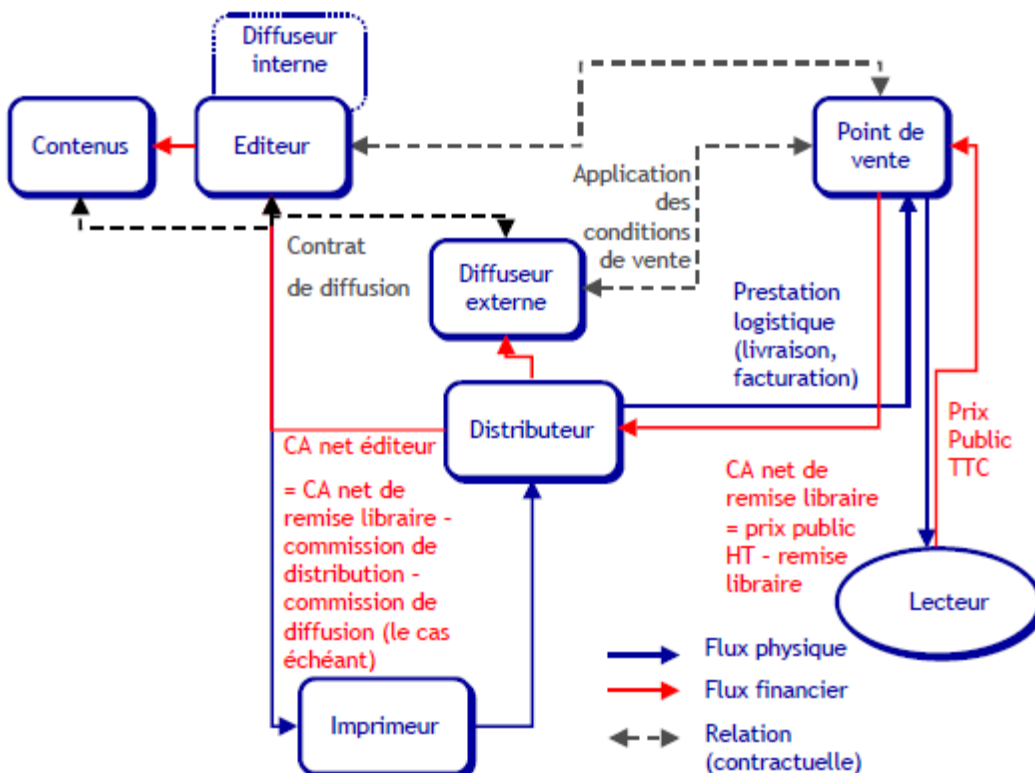 Diffuseur
interne
Contenus
Editeur
Point de
vente
Application
des
conditions
de vente
Contrat
de diffusion
Diffuseur
externe
Prestation
logistique
(livraison,
facturation)
Distributeur
Prix
Public
TTC
CA net éditeur
= CA net de
remise libraire -
commission de
distribution -
commission de
diffusion (le cas
échéant)
CA net de
remise libraire
= prix public
HT - remise
libraire
Lecteur
Imprimeur
Flux physique
Flux financier
Relation
(contractuelle)